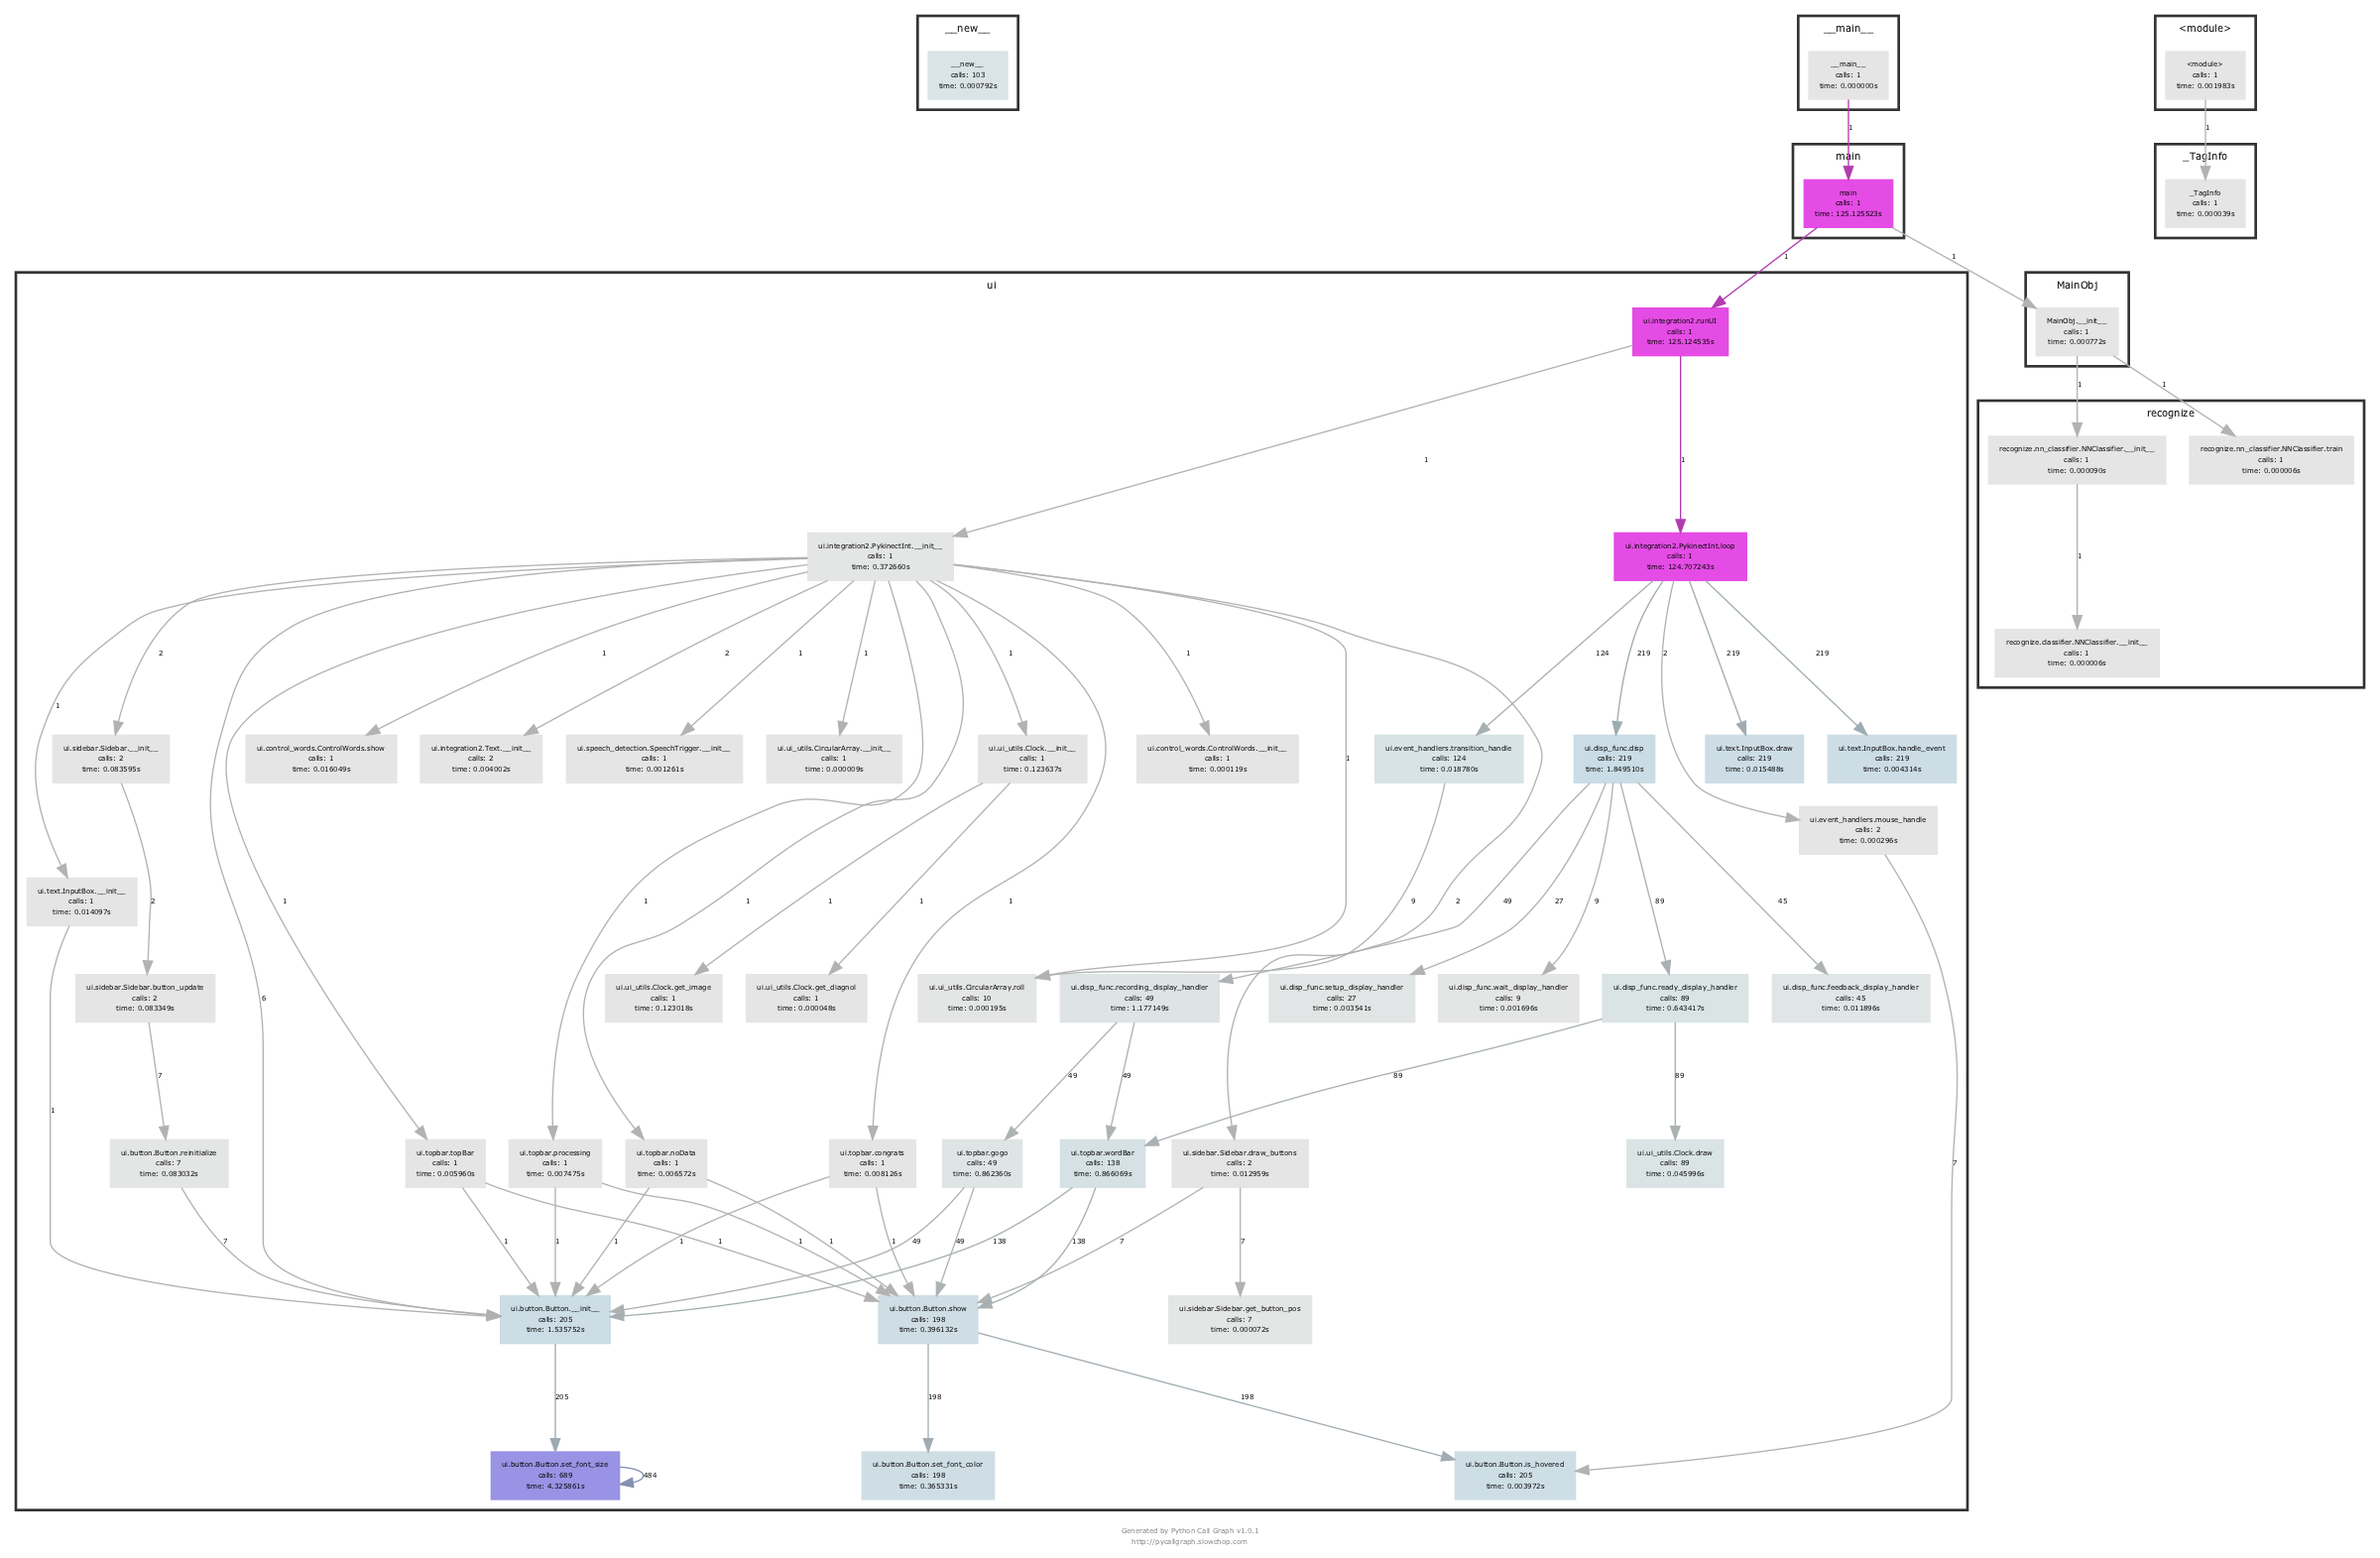 __new__
__new__
calls: 103
time: 0.000792s
__main__
__main__
calls: 1
time: 0.000000s
<module>
<module>
calls: 1
time: 0.001983s
1
1
main
main
calls: 1
time: 125.125523s
_TagInfo
_TagInfo
calls: 1
time: 0.000039s
1
1
ui
MainObj
ui.integration2.runUI
calls: 1
time: 125.124535s
MainObj.__init__
calls: 1
time: 0.000772s
1
1
1
1
recognize
recognize.nn_classifier.NNClassifier.__init__
calls: 1
time: 0.000090s
recognize.nn_classifier.NNClassifier.train
calls: 1
time: 0.000006s
ui.integration2.PykinectInt.__init__
calls: 1
time: 0.372660s
ui.integration2.PykinectInt.loop
calls: 1
time: 124.707243s
1
recognize.classifier.NNClassifier.__init__
calls: 1
time: 0.000006s
1
2
1
2
1
1
1
1
1
124
219
2
219
219
ui.sidebar.Sidebar.__init__
calls: 2
time: 0.083595s
ui.control_words.ControlWords.show
calls: 1
time: 0.016049s
ui.integration2.Text.__init__
calls: 2
time: 0.004002s
ui.speech_detection.SpeechTrigger.__init__
calls: 1
time: 0.001261s
ui.ui_utils.CircularArray.__init__
calls: 1
time: 0.000009s
ui.ui_utils.Clock.__init__
calls: 1
time: 0.123637s
ui.control_words.ControlWords.__init__
calls: 1
time: 0.000119s
ui.event_handlers.transition_handle
calls: 124
time: 0.018780s
ui.disp_func.disp
calls: 219
time: 1.849510s
ui.text.InputBox.draw
calls: 219
time: 0.015488s
ui.text.InputBox.handle_event
calls: 219
time: 0.004314s
ui.event_handlers.mouse_handle
calls: 2
time: 0.000296s
ui.text.InputBox.__init__
calls: 1
time: 0.014097s
2
1
1
1
1
1
1
9
2
49
27
9
89
45
ui.sidebar.Sidebar.button_update
calls: 2
time: 0.083349s
6
ui.ui_utils.Clock.get_image
calls: 1
time: 0.123018s
ui.ui_utils.Clock.get_diagnol
calls: 1
time: 0.000048s
ui.ui_utils.CircularArray.roll
calls: 10
time: 0.000195s
ui.disp_func.recording_display_handler
calls: 49
time: 1.177149s
ui.disp_func.setup_display_handler
calls: 27
time: 0.003541s
ui.disp_func.wait_display_handler
calls: 9
time: 0.001696s
ui.disp_func.ready_display_handler
calls: 89
time: 0.643417s
ui.disp_func.feedback_display_handler
calls: 45
time: 0.011896s
7
49
49
89
89
1
7
ui.button.Button.reinitialize
calls: 7
time: 0.083032s
ui.topbar.topBar
calls: 1
time: 0.005960s
ui.topbar.processing
calls: 1
time: 0.007475s
ui.topbar.noData
calls: 1
time: 0.006572s
ui.topbar.congrats
calls: 1
time: 0.008126s
ui.topbar.gogo
calls: 49
time: 0.862360s
ui.topbar.wordBar
calls: 138
time: 0.866069s
ui.sidebar.Sidebar.draw_buttons
calls: 2
time: 0.012959s
ui.ui_utils.Clock.draw
calls: 89
time: 0.045996s
7
1
1
1
1
1
1
1
1
49
49
138
138
7
7
ui.button.Button.__init__
calls: 205
time: 1.535752s
ui.button.Button.show
calls: 198
time: 0.396132s
ui.sidebar.Sidebar.get_button_pos
calls: 7
time: 0.000072s
205
198
198
ui.button.Button.set_font_size
calls: 689
time: 4.325861s
484
ui.button.Button.set_font_color
calls: 198
time: 0.365331s
ui.button.Button.is_hovered
calls: 205
time: 0.003972s
Generated by Python Call Graph v1.0.1
http://pycallgraph.slowchop.com